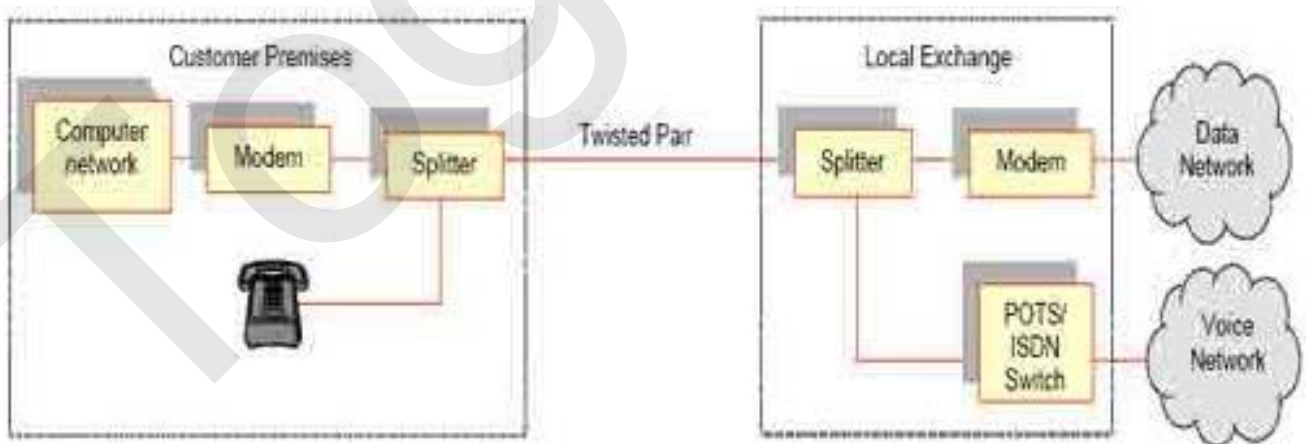 Customer Premises
Computer
network
Modem
Splitter
Twisted Pair
Local Exchange
Splitter
Modem
Data
Network
POTS/
ISDN
Switch
Voice
Network